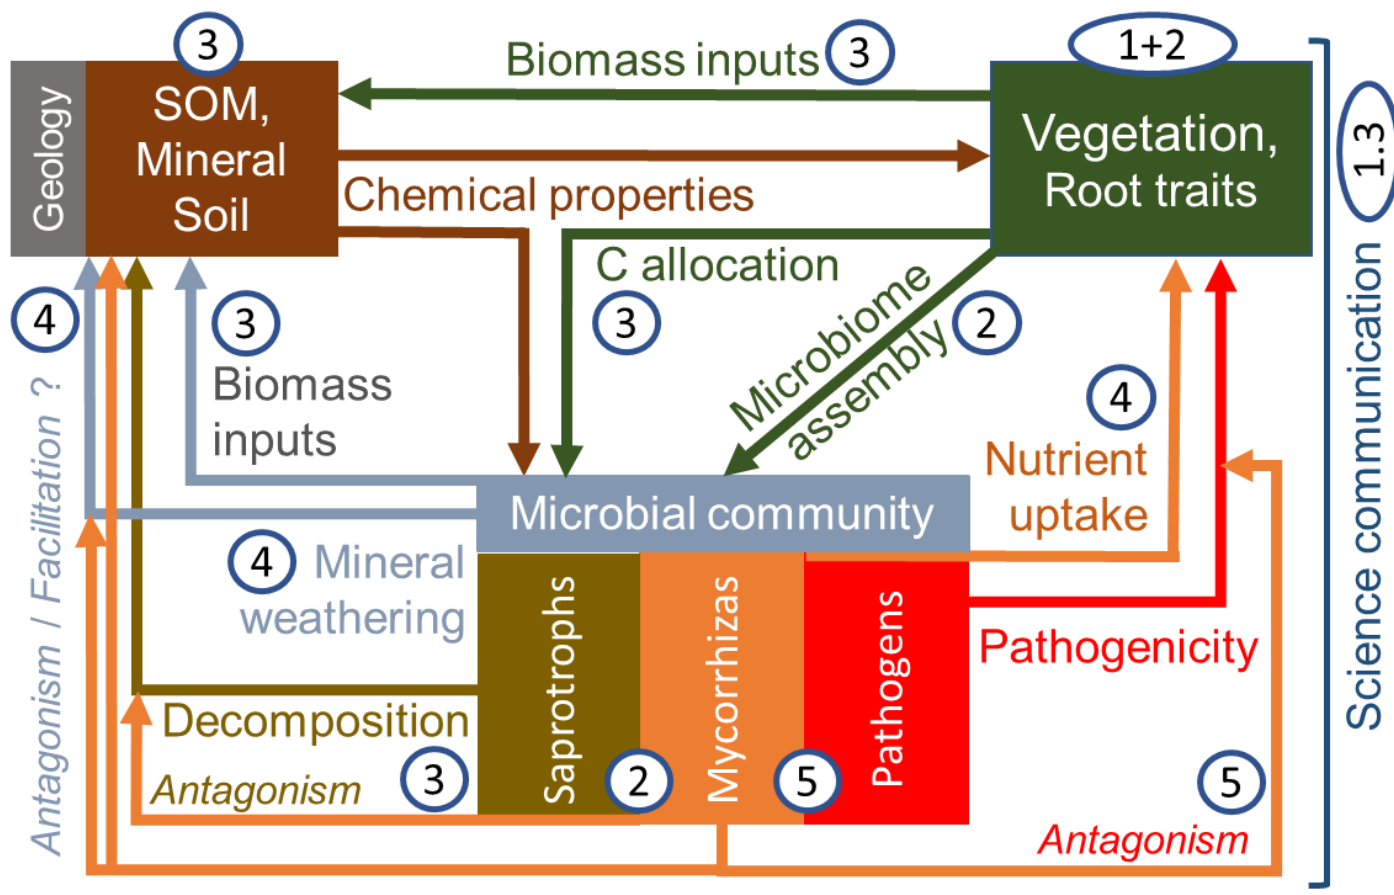 3
1+2
Biomass inputs 3
Geology
SOM,
Mineral
Soil
Vegetation,
Root traits
1.3
Chemical properties
C allocation
4
3
3
Microbiome
assembly
2
Biomass
inputs
4
Nutrient
uptake
Antagonism / Facilitation ?
Microbial community
4 Mineral
weathering
Saprotrophs
Mycorrhizas
Pathogens
Pathogenicity
Science communication
Decomposition
3
2
5
5
Antagonism
Antagonism